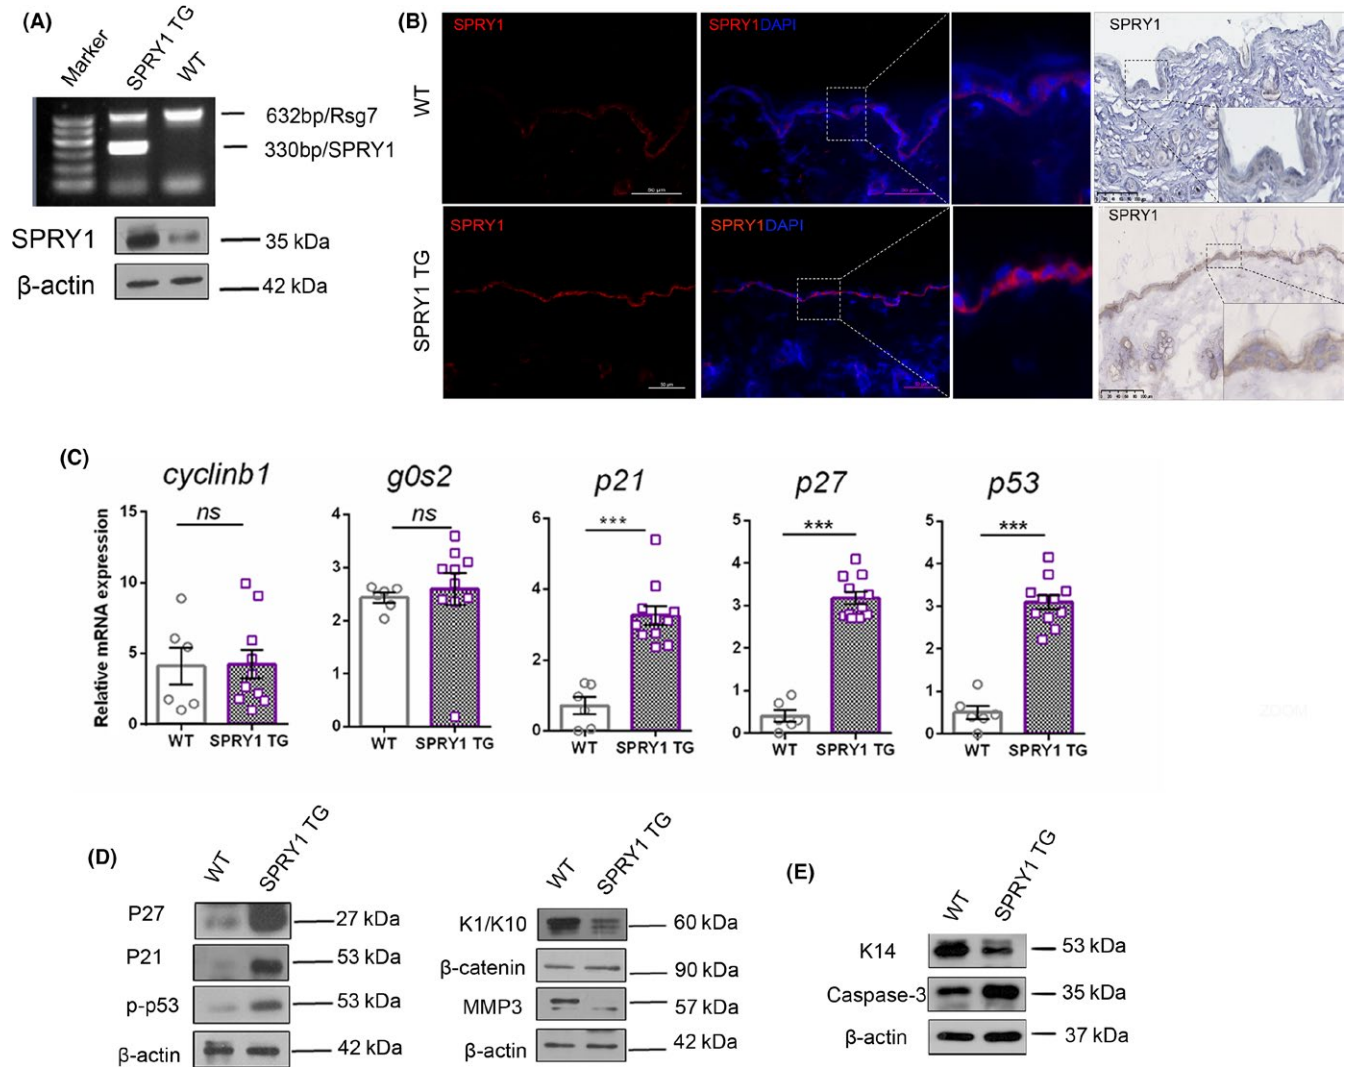 (A)
Marker
SPRY1 TG
WT
632bp/Rsg7
330bp/SPRY1
SPRY1
35 kDa
β-actin
42 kDa
(B)
WT
SPRY1
SPRY1DAPI
SPRY1
50 μm
SPRY1 TG
SPRY1
SPRY1DAPI
SPRY1
50 μm
(C)
Relative mRNA expression
cyclinb1
ns
15
10
5
0
WT SPRY1 TG
g0s2
ns
4
3
2
1
0
WT SPRY1 TG
p21
***
6
4
2
0
WT SPRY1 TG
p27
***
5
4
3
2
1
0
WT SPRY1 TG
p53
***
5
4
3
2
1
0
WT SPRY1 TG
ZOOM
(D)
WT
SPRY1 TG
P27
27 kDa
P21
53 kDa
p-p53
53 kDa
β-actin
42 kDa
WT
SPRY1 TG
K1/K10
60 kDa
β-catenin
90 kDa
MMP3
57 kDa
β-actin
42 kDa
(E)
WT
SPRY1 TG
K14
53 kDa
Caspase-3
35 kDa
β-actin
37 kDa